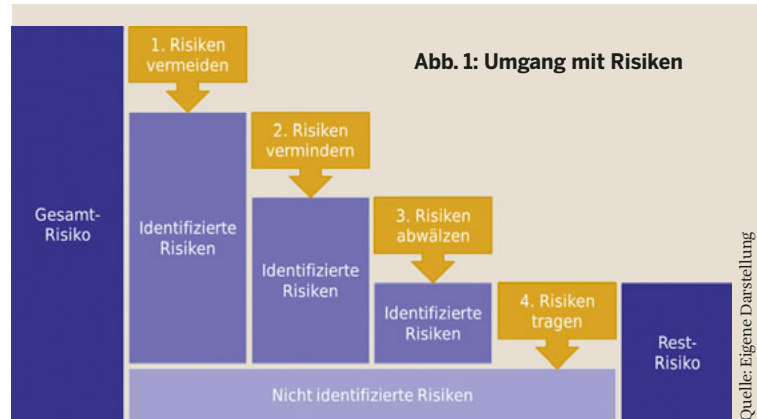 Abb. 1: Umgang mit Risiken
1. Risiken
vermeiden
2. Risiken
vermindern
3. Risiken
abwälzen
4. Risiken
tragen
Gesamt-
Risiko
Identifizierte
Risiken
Identifizierte
Risiken
Identifizierte
Risiken
Rest-
Risiko
Nicht identifizierte Risiken
Quelle: Eigene Darstellung